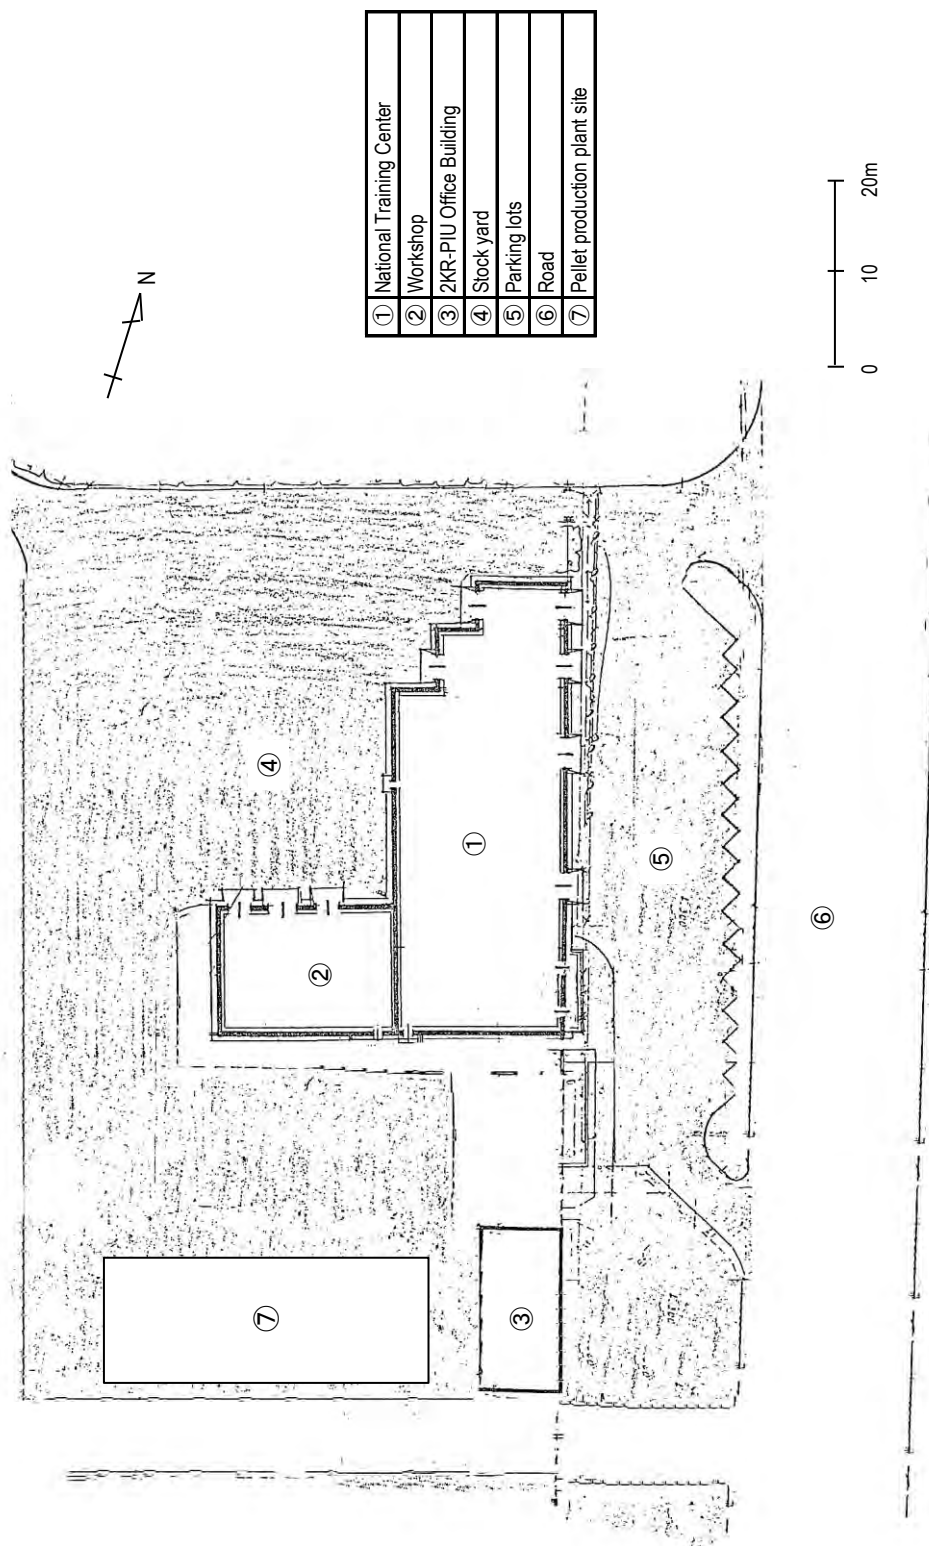 ① National Training Center
② Workshop
③ 2KR-PIU Office Building
④ Stock yard
⑤ Parking lots
⑥ Road
⑦ Pellet production plant site
N
0 10 20m
④
①
②
⑤
⑥
⑦
③